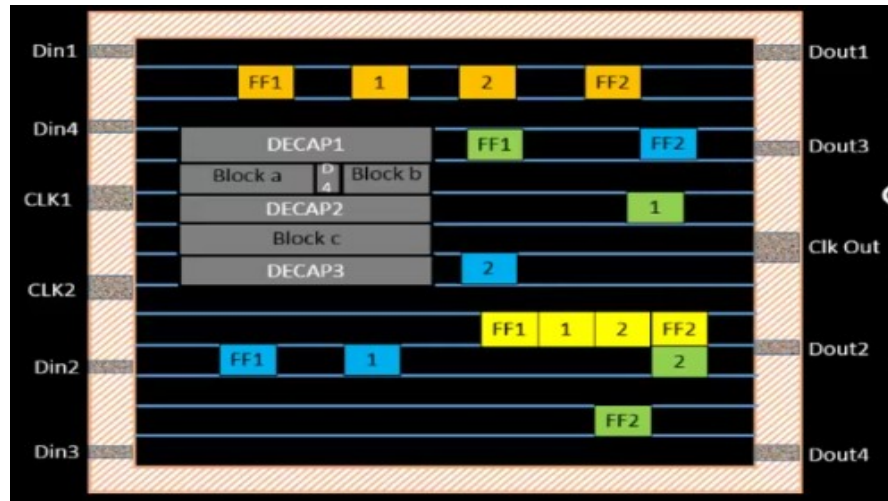 Din1
Dout1
FF1 1 2 FF2
Din4
DECAP1
FF1
FF2
Dout3
Block a
D
4
Block b
CLK1
DECAP2
1
Block c
Clk Out
DECAP3
2
CLK2
FF1 1 2 FF2
Dout2
Din2
FF1
1
2
FF2
Din3
Dout4